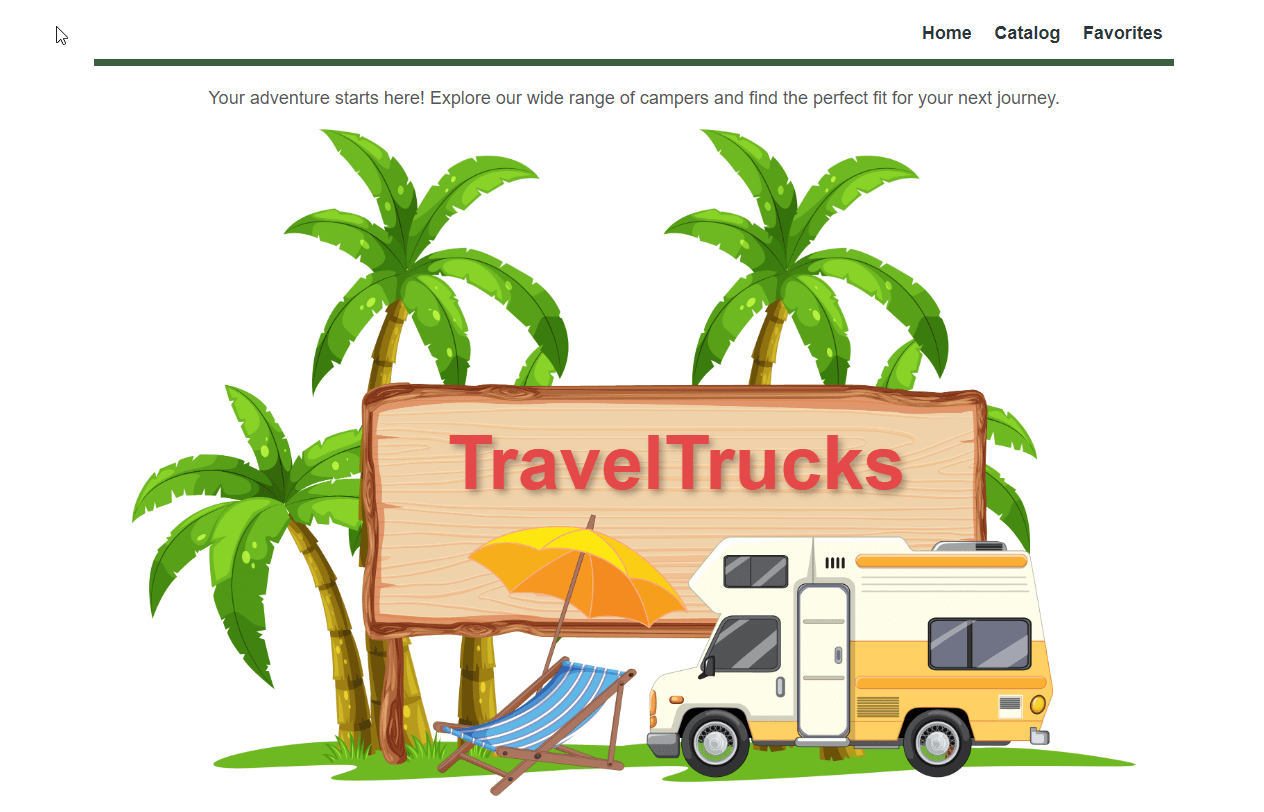 Home Catalog Favorites
Your adventure starts here! Explore our wide range of campers and find the perfect fit for your next journey.
TravelTrucks